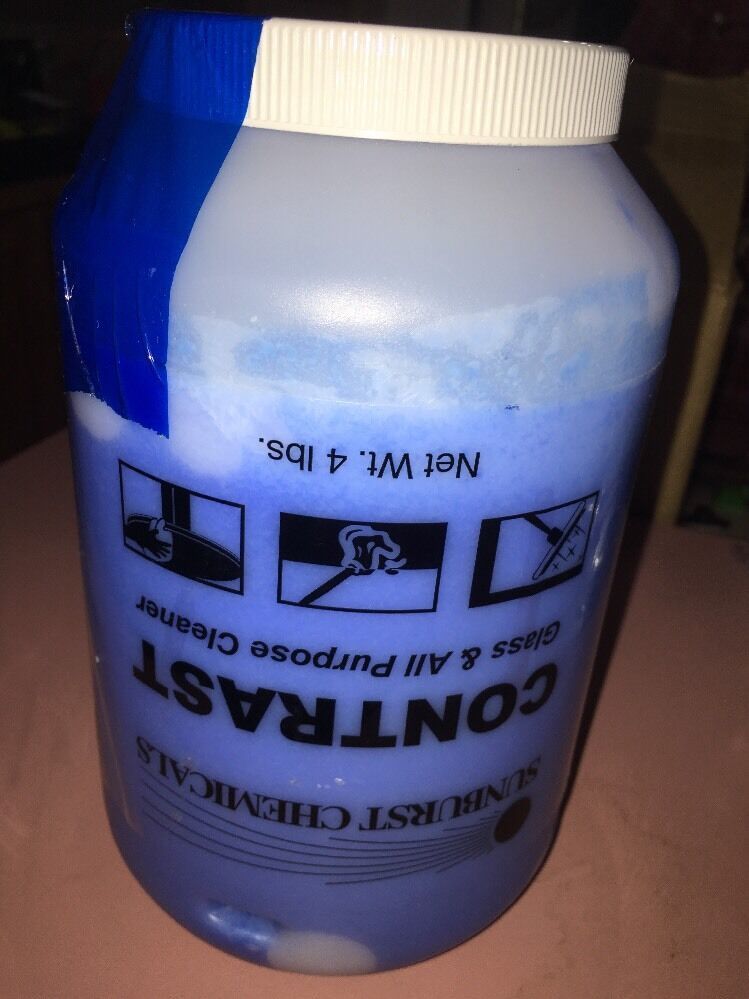 SUNBURST CHEMICALS
CONTRAST
Glass & All Purpose Cleaner
Net Wt. 4 lbs.